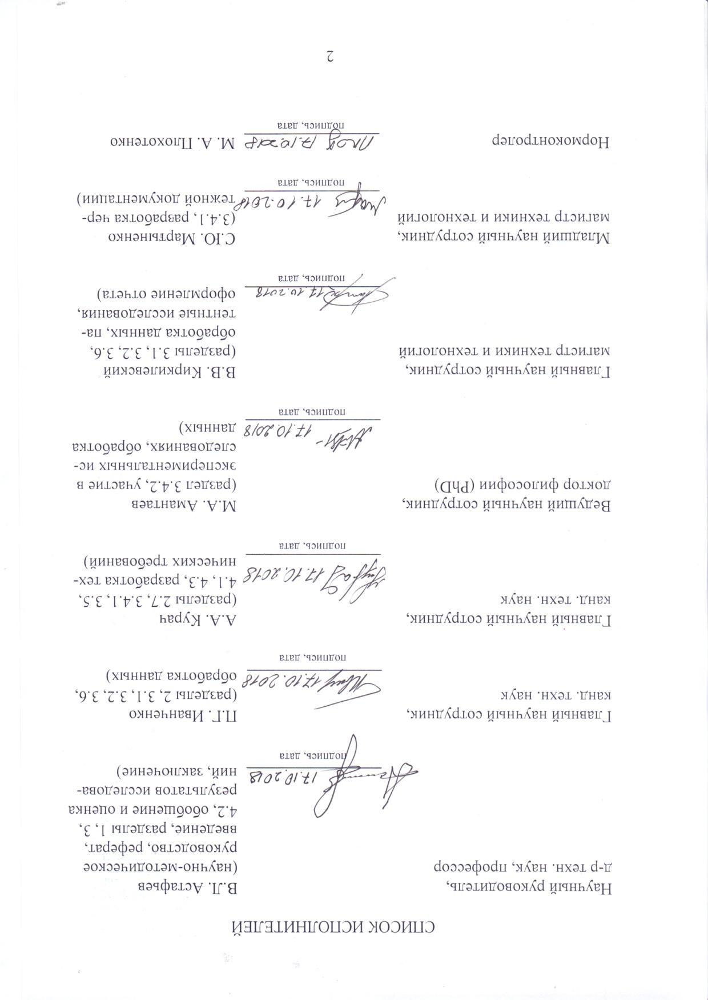 СПИСОК ИСПОЛНИТЕЛЕЙ
Научный руководитель,
д-р техн. наук, профессор
17.10.2018
подпись, дата
В.Л. Астафьев
(научно-методическое
руководство, реферат,
введение, разделы 1, 3,
4.2, обобщение и оценка
результатов исследова-
ний, заключение)
Главный научный сотрудник,
канд. техн. наук
17.10.2018
подпись, дата
П.Г. Иванченко
(разделы 2, 3.1, 3.2, 3.6,
обработка данных)
Главный научный сотрудник,
канд. техн. наук
17.10.2018
подпись, дата
А.А. Курач
(разделы 2.7, 3.4.1, 3.5,
4.1, 4.3, разработка тех-
нических требований)
Ведущий научный сотрудник,
доктор философии (PhD)
17.10.2018
подпись, дата
М.А. Амантаев
(раздел 3.4.2, участие в
экспериментальных ис-
следованиях, обработка
данных)
Главный научный сотрудник,
магистр техники и технологий
17.10.2018
подпись, дата
В.В. Киркилевский
(разделы 3.1, 3.2, 3.6,
обработка данных, па-
тентные исследования,
оформление отчета)
Младший научный сотрудник,
магистр техники и технологий
17.10.2018
подпись, дата
С.Ю. Мартыненко
(3.4.1, разработка чер-
тежной документации)
Нормоконтролер
17.10.2018
подпись, дата
М. А. Плохотенко
2